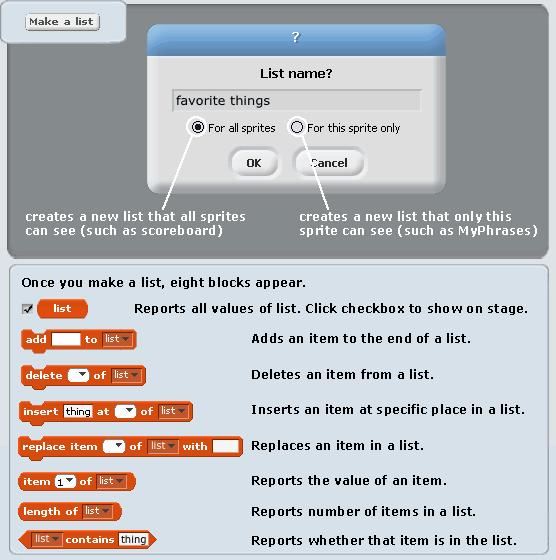 Make a list
?
List name?
favorite things
For all sprites For this sprite only
OK Cancel
creates a new list that all sprites
can see (such as scoreboard)
creates a new list that only this
sprite can see (such as MyPhrases)
Once you make a list, eight blocks appear.
list Reports all values of list. Click checkbox to show on stage.
add to list Adds an item to the end of a list.
delete of list Deletes an item from a list.
insert thing at of list Inserts an item at specific place in a list.
replace item of list with Replaces an item in a list.
item 1 of list Reports the value of an item.
length of list Reports number of items in a list.
list contains thing Reports whether that item is in the list.